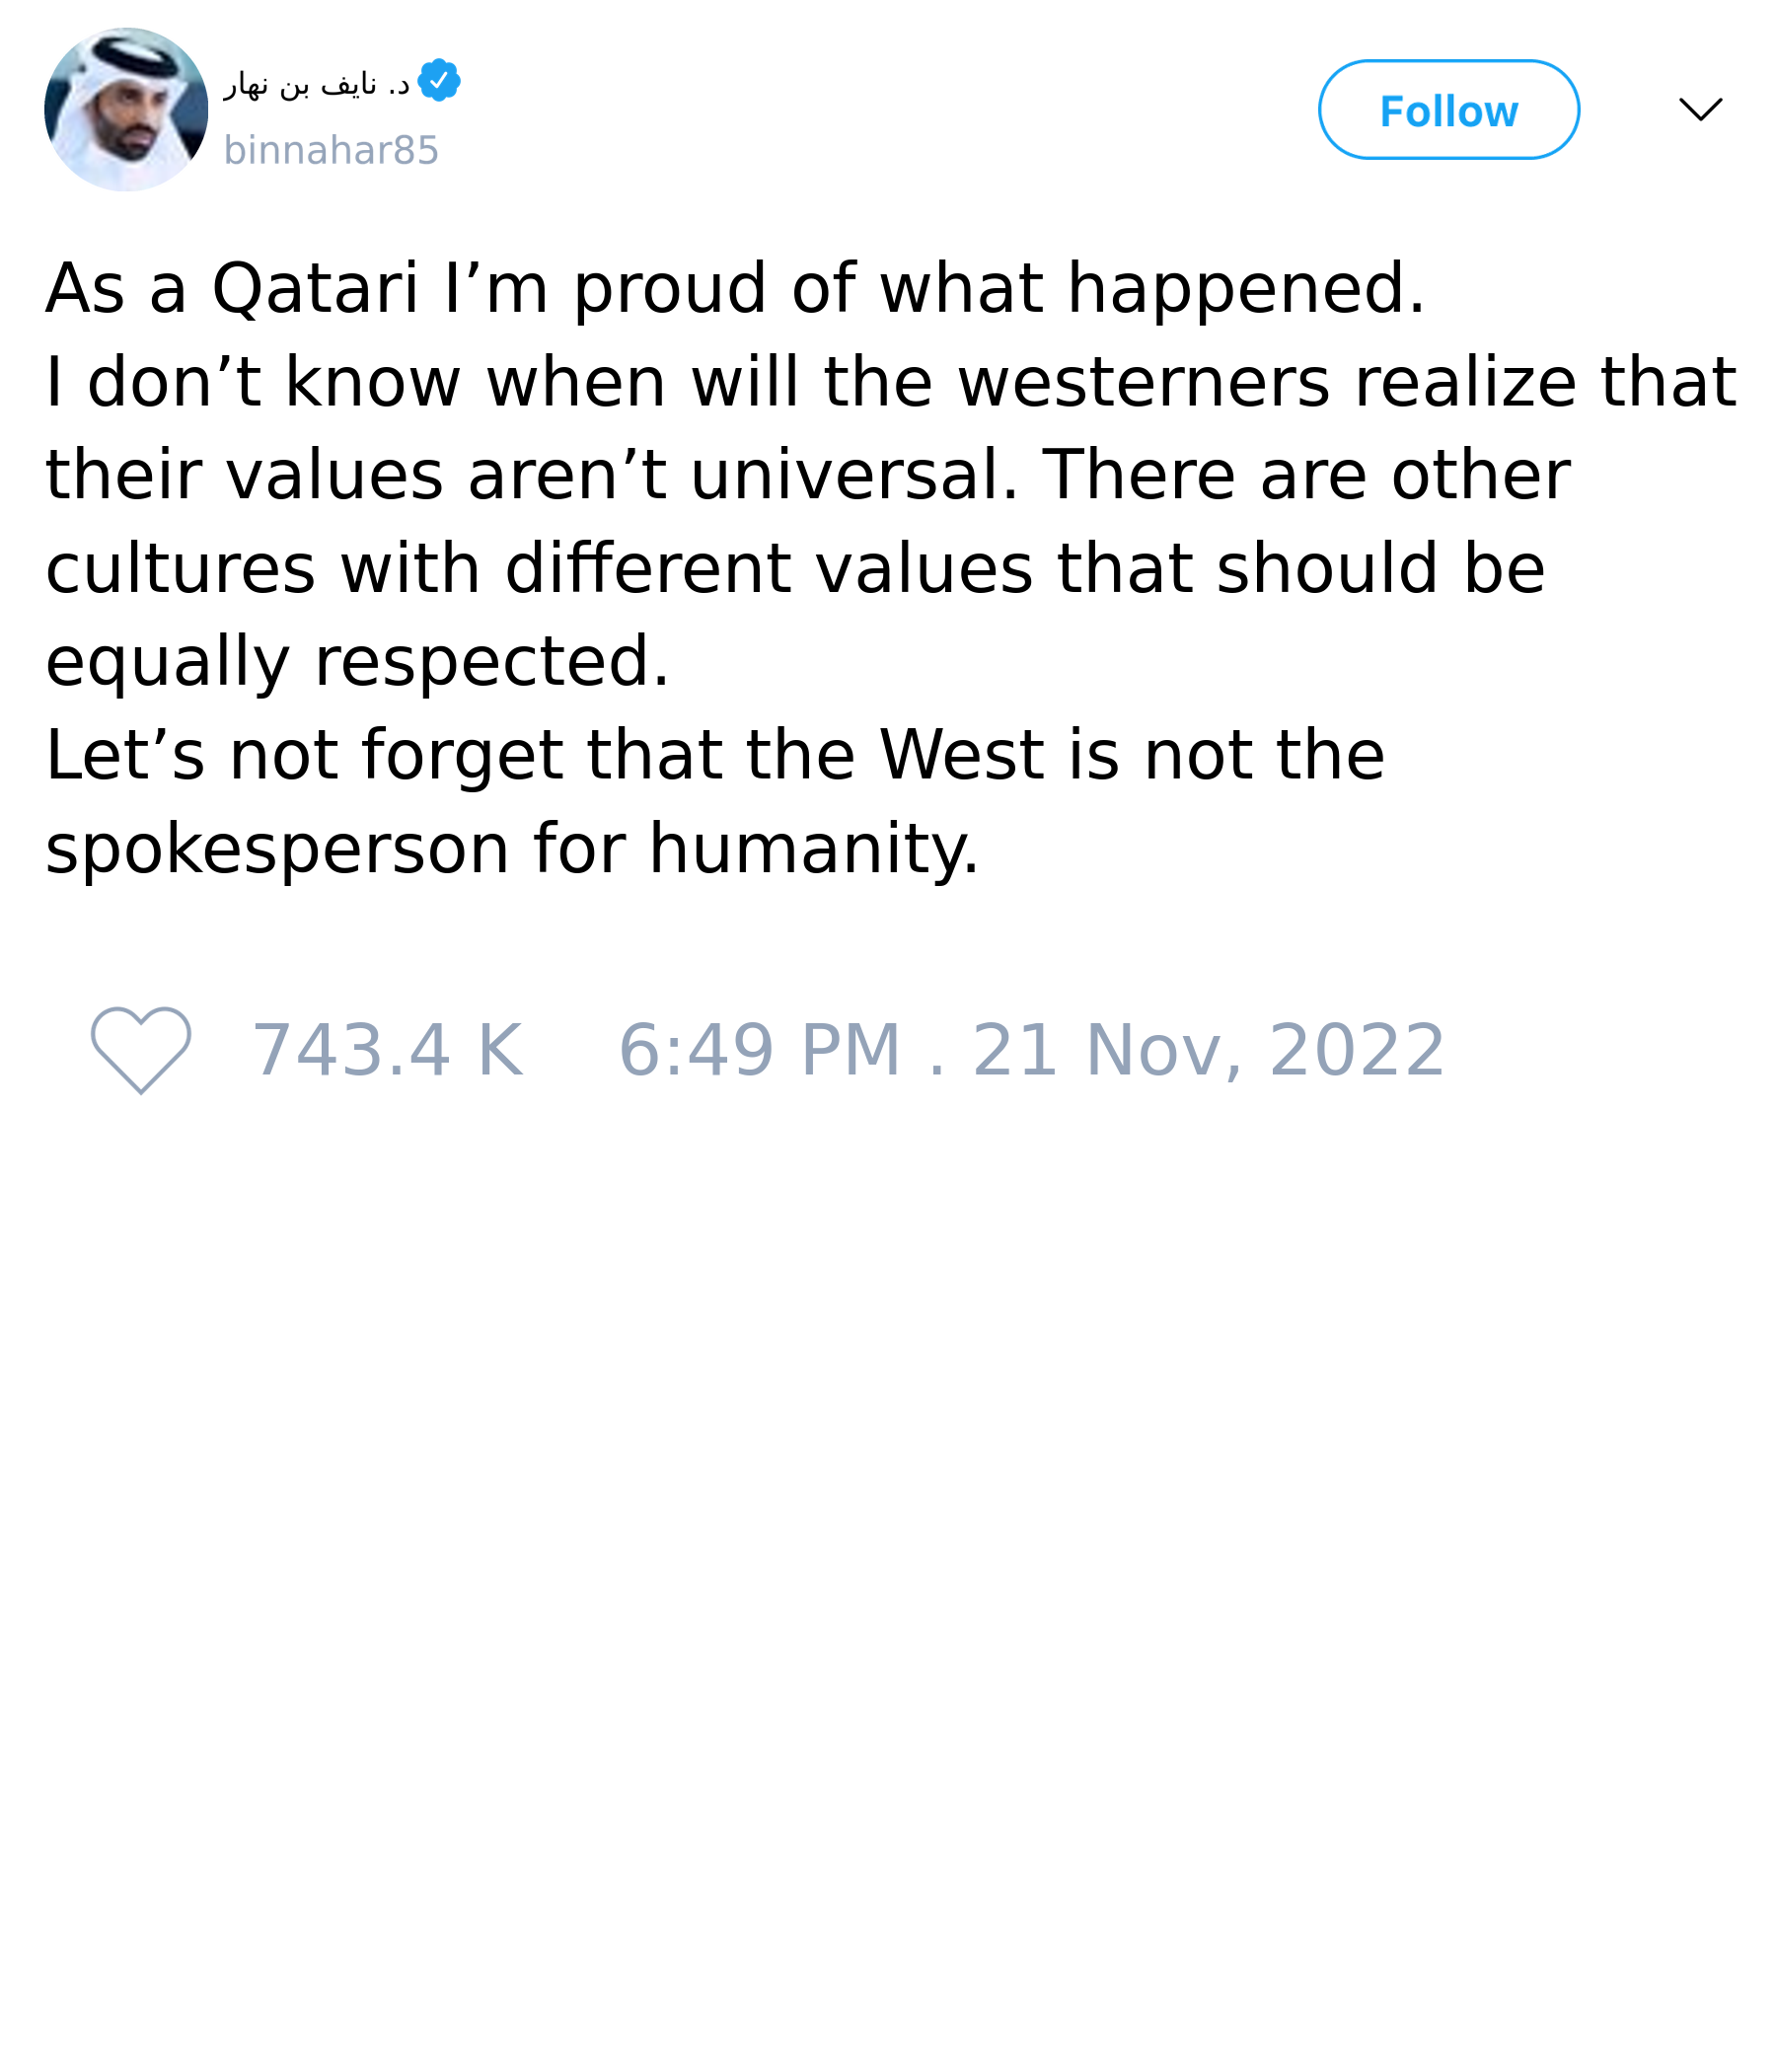 د. نايف بن نهار
binnahar85
Follow
As a Qatari I’m proud of what happened.
I don’t know when will the westerners realize that
their values aren’t universal. There are other
cultures with different values that should be
equally respected.
Let’s not forget that the West is not the
spokesperson for humanity.
743.4 K 6:49 PM . 21 Nov, 2022